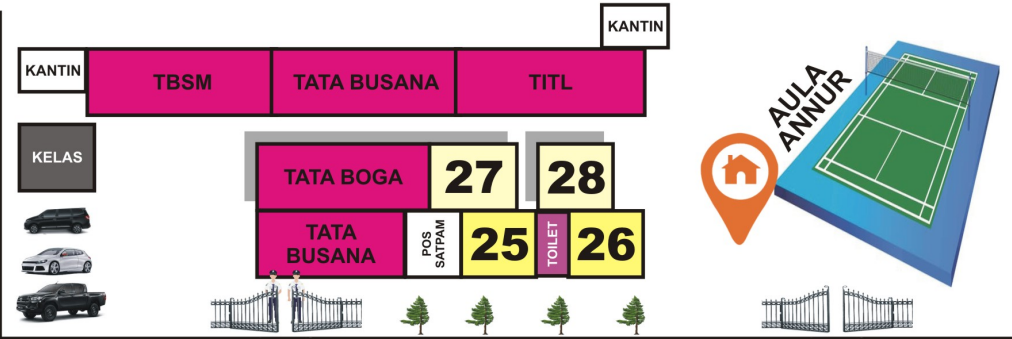 KANTIN
KANTIN
TBSM
TATA BUSANA
TITL
AULA
ANNUR
KELAS
TATA BOGA
27
28
TATA
BUSANA
POS
SATPAM
25
TOILET
26